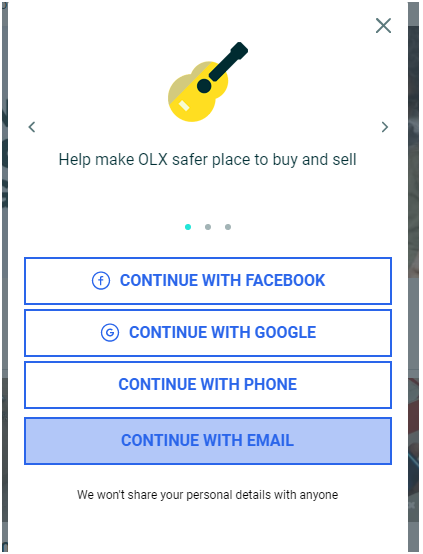 Help make OLX safer place to buy and sell
CONTINUE WITH FACEBOOK
CONTINUE WITH GOOGLE
CONTINUE WITH PHONE
CONTINUE WITH EMAIL
We won't share your personal details with anyone